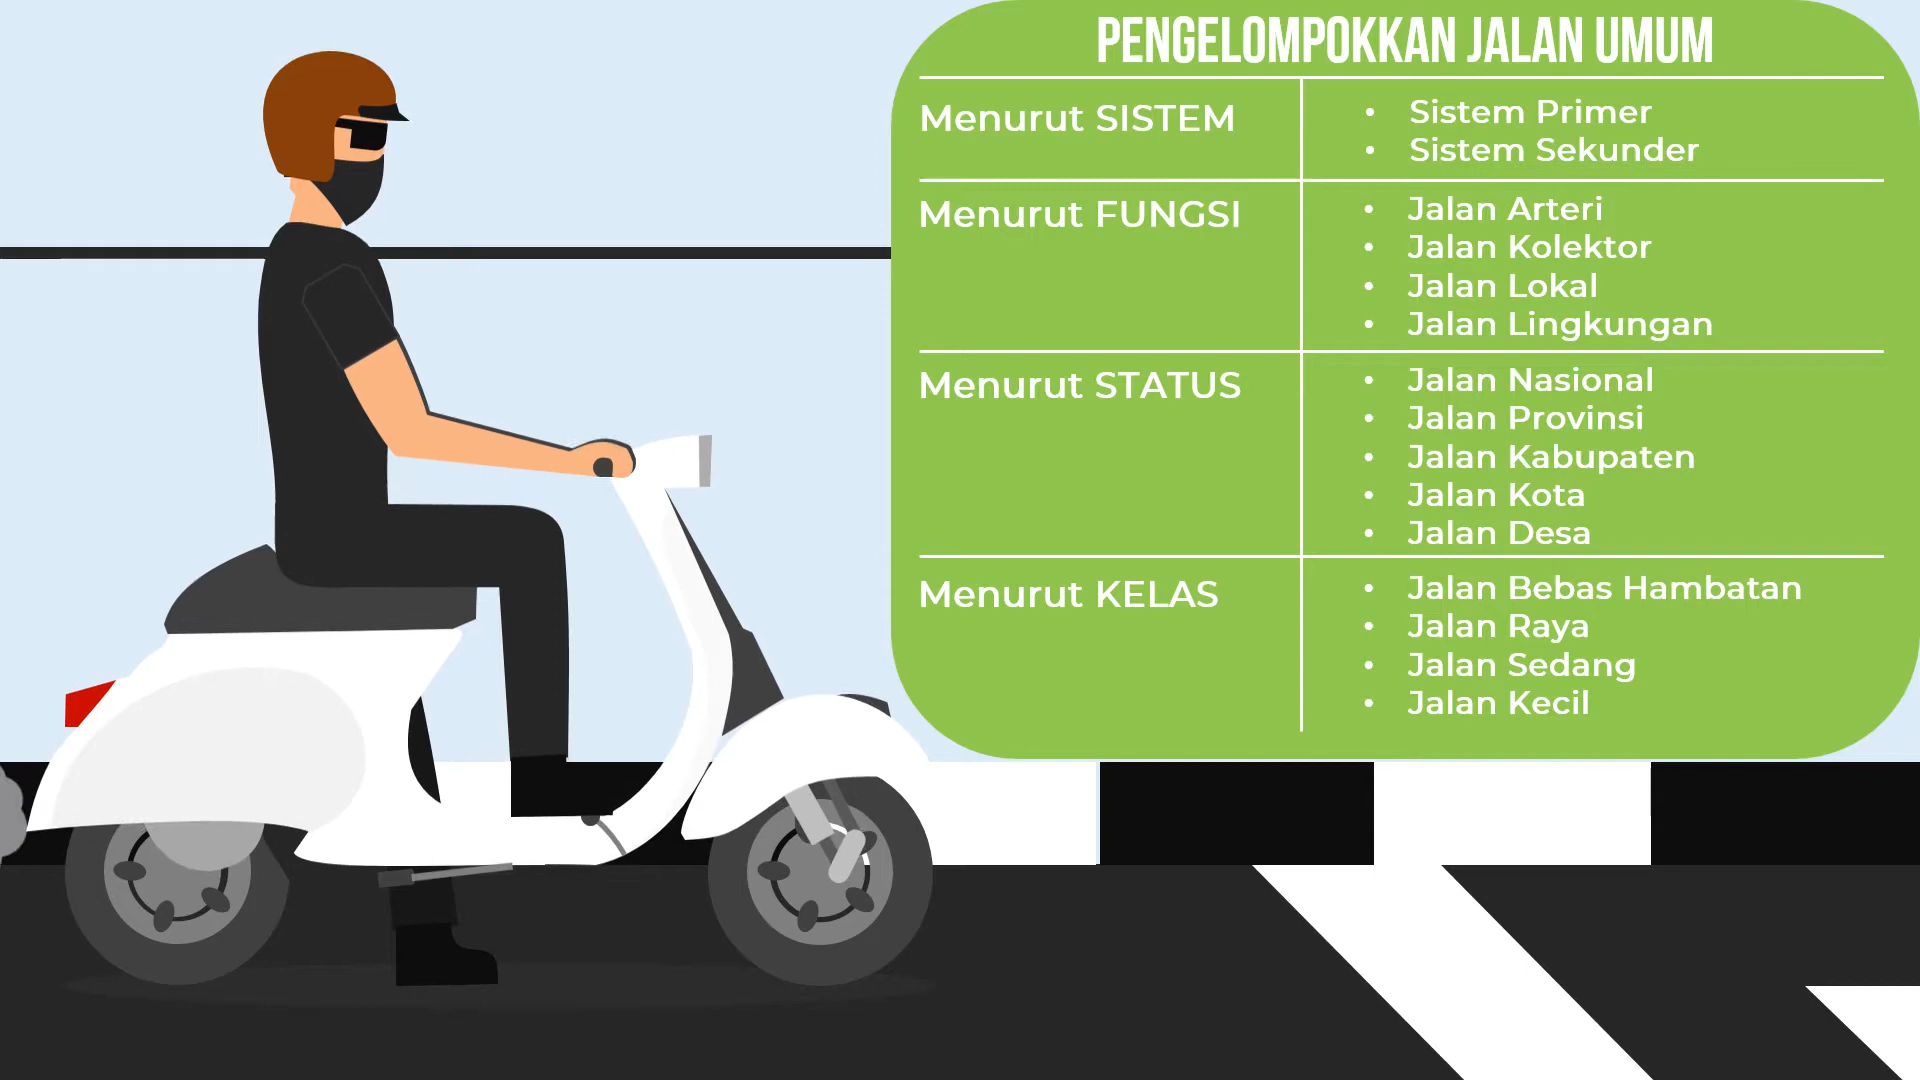 PENGELOMPOKKAN JALAN UMUM
Menurut SISTEM
• Sistem Primer
• Sistem Sekunder
Menurut FUNGSI
• Jalan Arteri
• Jalan Kolektor
• Jalan Lokal
• Jalan Lingkungan
Menurut STATUS
• Jalan Nasional
• Jalan Provinsi
• Jalan Kabupaten
• Jalan Kota
• Jalan Desa
Menurut KELAS
• Jalan Bebas Hambatan
• Jalan Raya
• Jalan Sedang
• Jalan Kecil